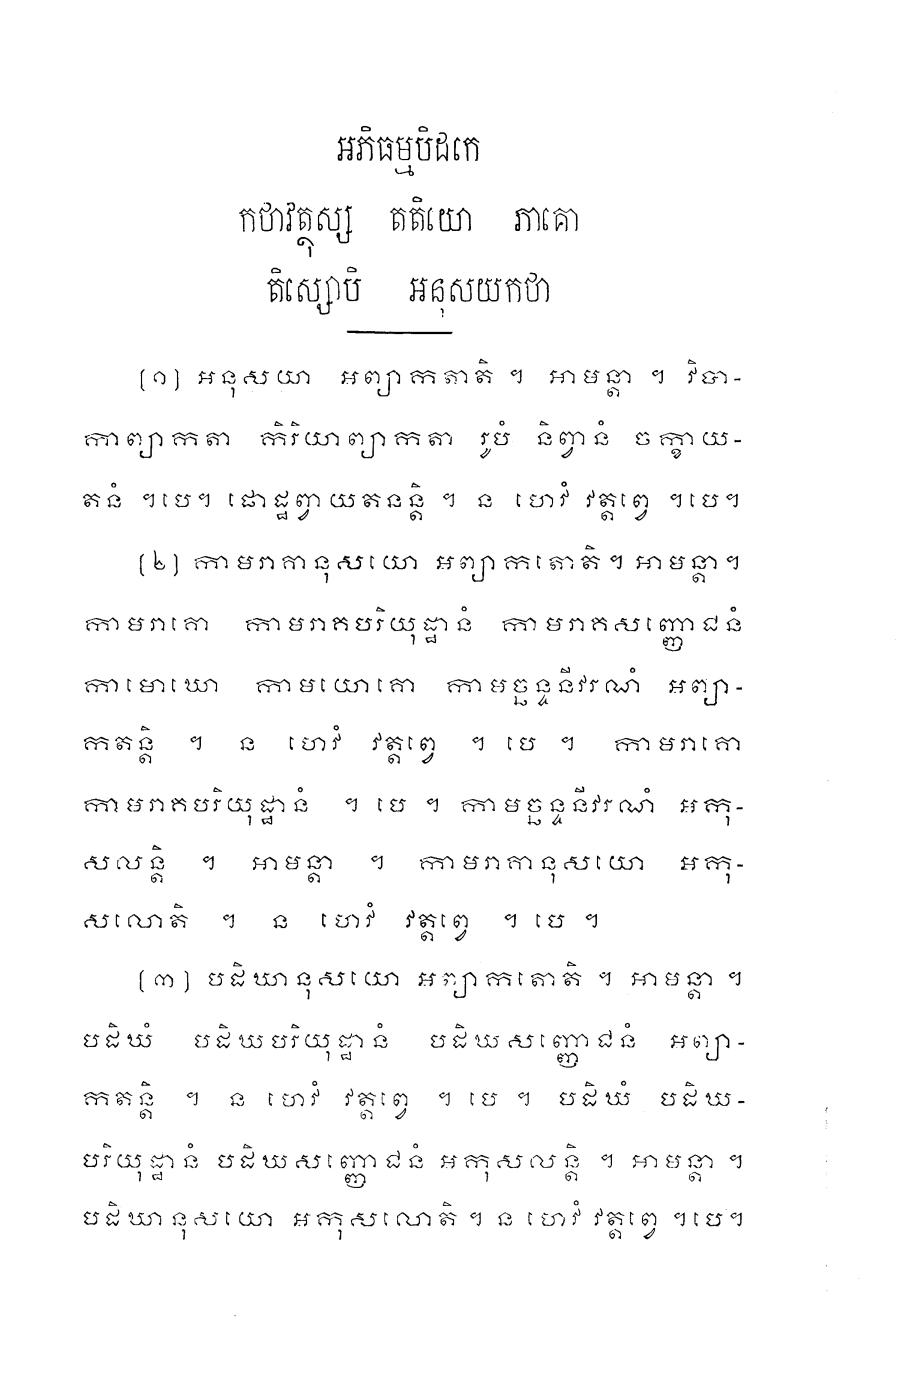 អភិធម្មបិដកេ
កថាវត្ថុស្ស តតិយោ ភាគោ
តិស្សោបិ អនុសយកថា
(១) អនុសយា អព្យាកតាតិ ។ អាមន្តា ។ វិបា-
កាព្យាកតា កិរិយាព្យាកតា រូបំ និព្វានំ ចក្ខាយ-
តនំ ។បេ។ ផោដ្ឋព្វាយតនន្តិ ។ ន ហេវំ វត្តព្វេ ។បេ។
(២) កាមរាគានុសយោ អព្យាកតោតិ ។ អាមន្តា ។
កាមរាគោ កាមរាគបរិយុដ្ឋានំ កាមរាគសញ្ញោជនំ
កាមោឃោ កាមយោគោ កាមច្ឆន្ទនីវរណំ អព្យា-
កតន្តិ ។ ន ហេវំ វត្តព្វេ ។ បេ ។ កាមរាគោ
កាមរាគបរិយុដ្ឋានំ ។ បេ ។ កាមច្ឆន្ទនីវរណំ អកុ-
សលន្តិ ។ អាមន្តា ។ កាមរាគានុសយោ អកុ-
សលោតិ ។ ន ហេវំ វត្តព្វេ ។ បេ ។
(៣) បដិឃានុសយោ អព្យាកតោតិ ។ អាមន្តា ។
បដិឃំ បដិឃបរិយុដ្ឋានំ បដិឃសញ្ញោជនំ អព្យា-
កតន្តិ ។ ន ហេវំ វត្តព្វេ ។ បេ ។ បដិឃំ បដិឃ-
បរិយុដ្ឋានំ បដិឃសញ្ញោជនំ អកុសលន្តិ ។ អាមន្តា ។
បដិឃានុសយោ អកុសលោតិ ។ ន ហេវំ វត្តព្វេ ។បេ។